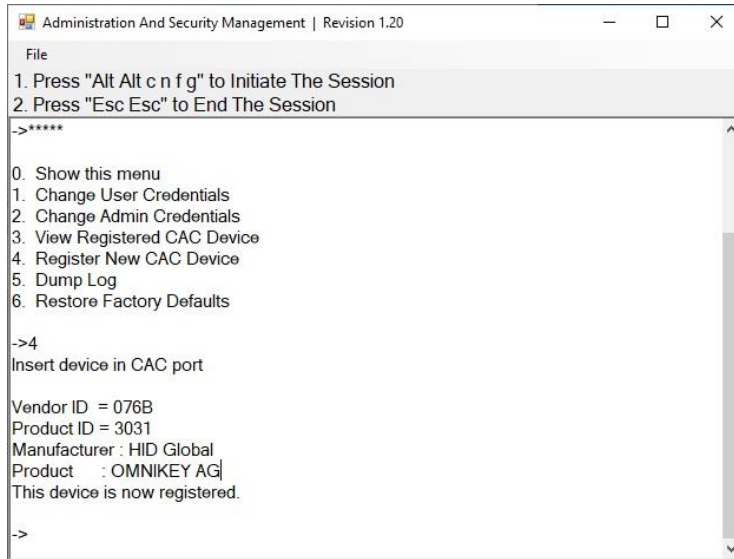 Administration And Security Management | Revision 1.20
File
1. Press "Alt Alt c n f g" to Initiate The Session
2. Press "Esc Esc" to End The Session
->*****
0. Show this menu
1. Change User Credentials
2. Change Admin Credentials
3. View Registered CAC Device
4. Register New CAC Device
5. Dump Log
6. Restore Factory Defaults
->4
Insert device in CAC port
Vendor ID = 076B
Product ID = 3031
Manufacturer : HID Global
Product : OMNIKEY AG
This device is now registered.
->